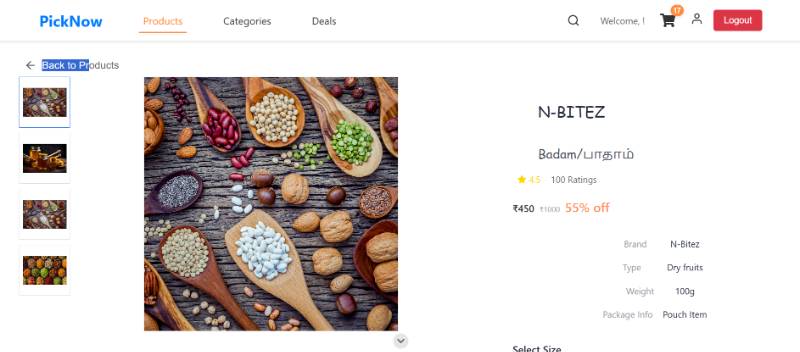 PickNow Products Categories Deals Welcome, ! 17 Logout
Back to Products
N-BITEZ
Badam/பாதாம்
4.5 100 Ratings
₹450 ₹1000 55% off
Brand N-Bitez
Type Dry fruits
Weight 100g
Package Info Pouch Item
Select Size